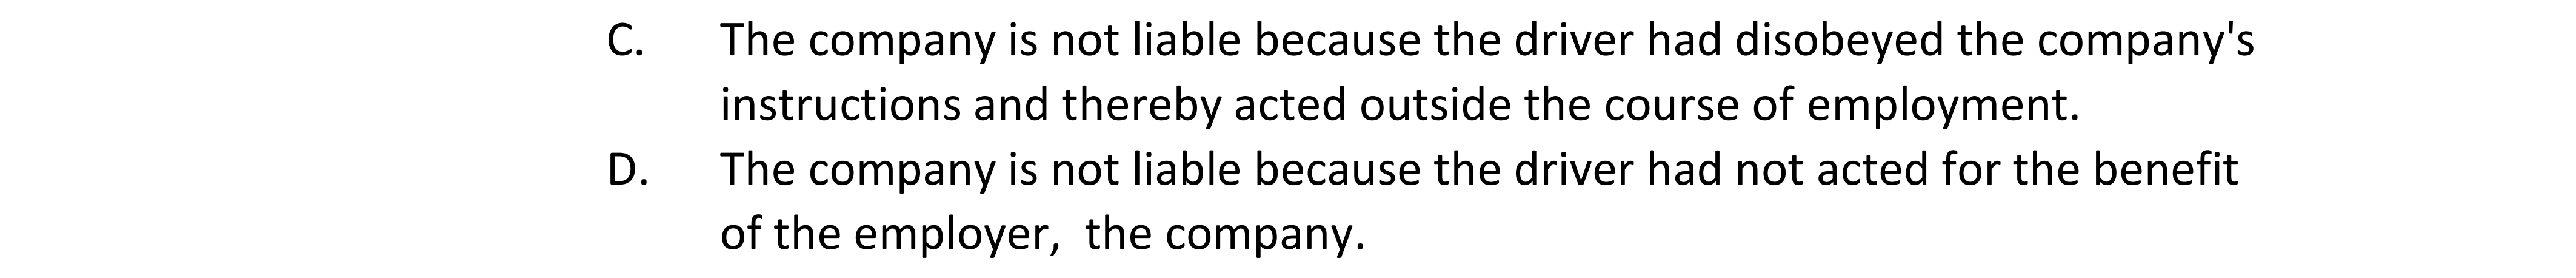 C. The company is not liable because the driver had disobeyed the company's
instructions and thereby acted outside the course of employment.
D. The company is not liable because the driver had not acted for the benefit
of the employer,  the company.